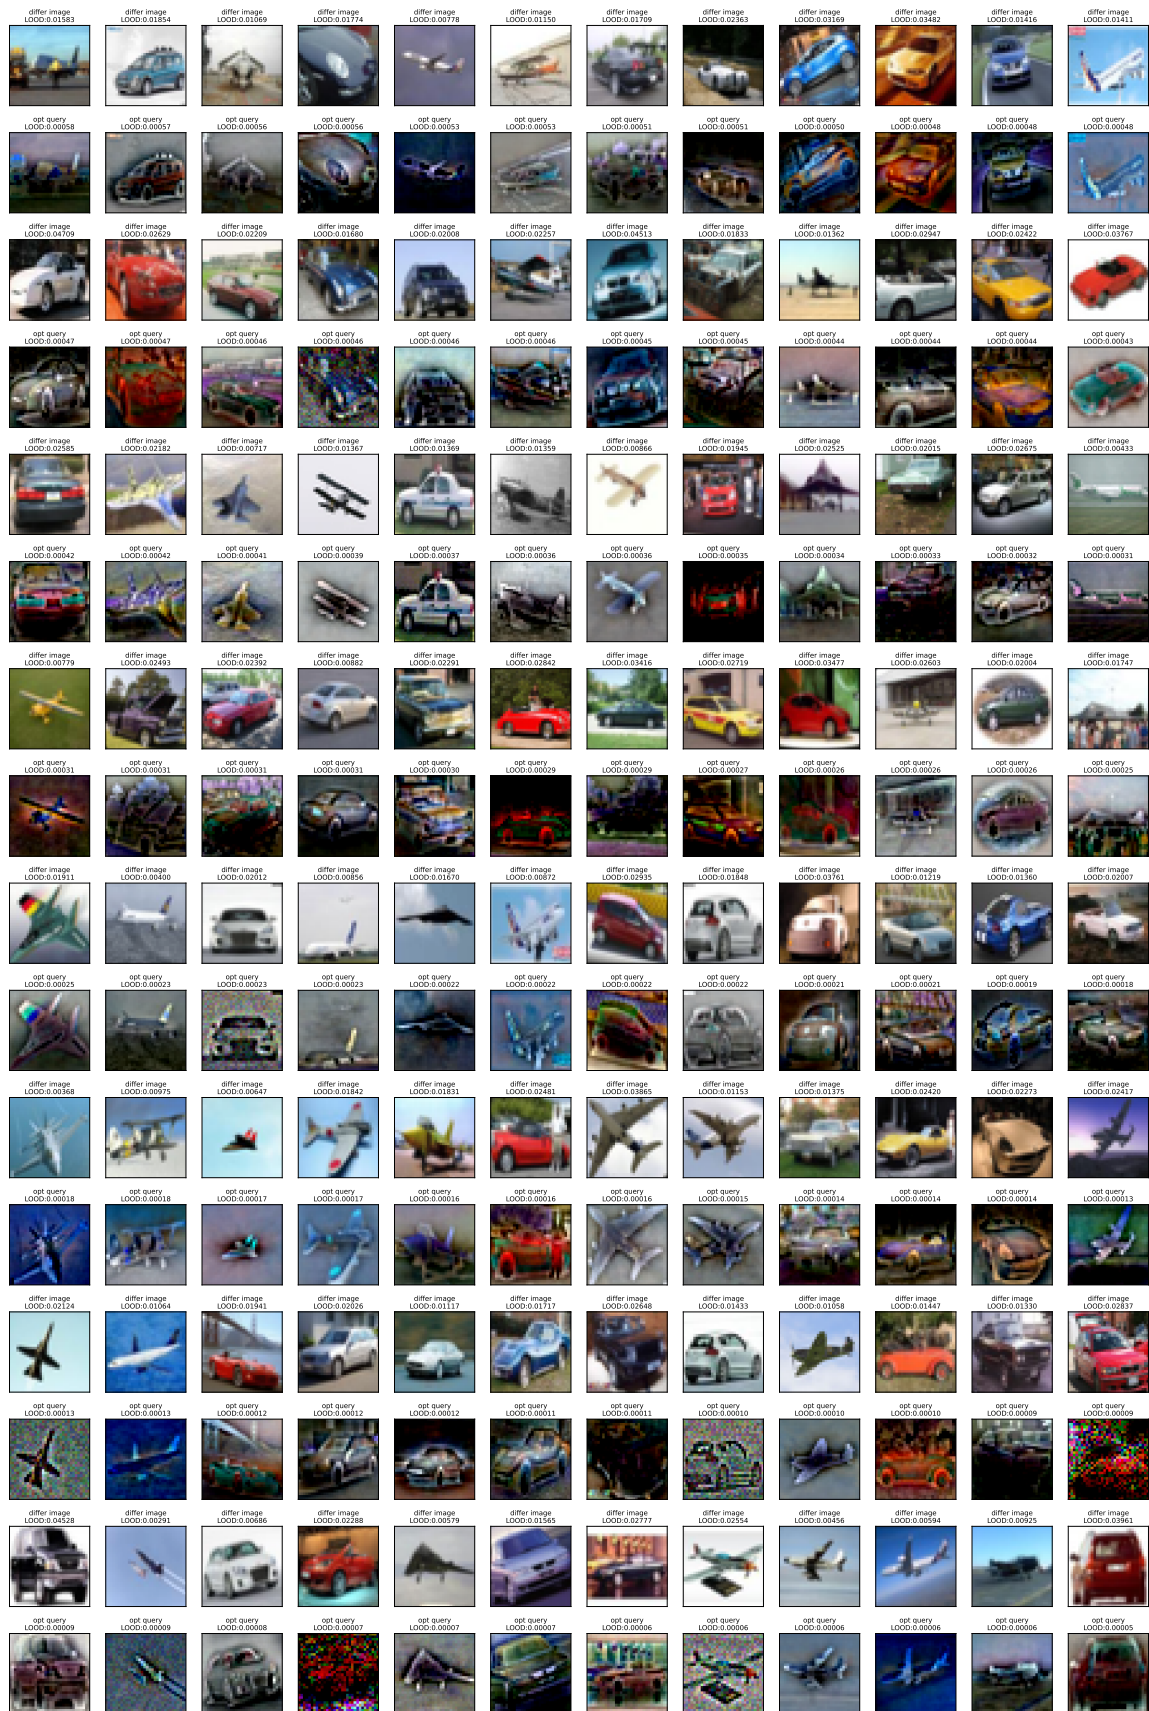 differ image differ image differ image differ image differ image differ image differ image differ image differ image differ image differ image differ image
LOOD:0.01583 LOOD:0.01854 LOOD:0.01069 LOOD:0.01774 LOOD:0.00778 LOOD:0.01150 LOOD:0.01709 LOOD:0.02363 LOOD:0.03169 LOOD:0.03482 LOOD:0.01416 LOOD:0.01411
opt query opt query opt query opt query opt query opt query opt query opt query opt query opt query opt query opt query
LOOD:0.00058 LOOD:0.00057 LOOD:0.00056 LOOD:0.00056 LOOD:0.00053 LOOD:0.00053 LOOD:0.00051 LOOD:0.00051 LOOD:0.00050 LOOD:0.00048 LOOD:0.00048 LOOD:0.00048
differ image differ image differ image differ image differ image differ image differ image differ image differ image differ image differ image differ image
LOOD:0.04709 LOOD:0.02629 LOOD:0.02209 LOOD:0.01680 LOOD:0.02008 LOOD:0.02257 LOOD:0.04513 LOOD:0.01833 LOOD:0.01362 LOOD:0.02947 LOOD:0.02422 LOOD:0.03767
opt query opt query opt query opt query opt query opt query opt query opt query opt query opt query opt query opt query
LOOD:0.00047 LOOD:0.00047 LOOD:0.00046 LOOD:0.00046 LOOD:0.00046 LOOD:0.00046 LOOD:0.00045 LOOD:0.00045 LOOD:0.00044 LOOD:0.00044 LOOD:0.00044 LOOD:0.00043
differ image differ image differ image differ image differ image differ image differ image differ image differ image differ image differ image differ image
LOOD:0.02585 LOOD:0.02182 LOOD:0.00717 LOOD:0.01367 LOOD:0.01369 LOOD:0.01359 LOOD:0.00866 LOOD:0.01945 LOOD:0.02525 LOOD:0.02015 LOOD:0.02675 LOOD:0.00433
opt query opt query opt query opt query opt query opt query opt query opt query opt query opt query opt query opt query
LOOD:0.00042 LOOD:0.00042 LOOD:0.00041 LOOD:0.00039 LOOD:0.00037 LOOD:0.00036 LOOD:0.00036 LOOD:0.00035 LOOD:0.00034 LOOD:0.00033 LOOD:0.00032 LOOD:0.00031
differ image differ image differ image differ image differ image differ image differ image differ image differ image differ image differ image differ image
LOOD:0.00779 LOOD:0.02493 LOOD:0.02392 LOOD:0.00882 LOOD:0.02291 LOOD:0.02842 LOOD:0.03416 LOOD:0.02719 LOOD:0.03477 LOOD:0.02603 LOOD:0.02004 LOOD:0.01747
opt query opt query opt query opt query opt query opt query opt query opt query opt query opt query opt query opt query
LOOD:0.00031 LOOD:0.00031 LOOD:0.00031 LOOD:0.00031 LOOD:0.00030 LOOD:0.00029 LOOD:0.00029 LOOD:0.00027 LOOD:0.00026 LOOD:0.00026 LOOD:0.00026 LOOD:0.00025
differ image differ image differ image differ image differ image differ image differ image differ image differ image differ image differ image differ image
LOOD:0.01911 LOOD:0.00400 LOOD:0.02012 LOOD:0.00856 LOOD:0.01670 LOOD:0.00872 LOOD:0.02935 LOOD:0.01848 LOOD:0.03761 LOOD:0.01219 LOOD:0.01360 LOOD:0.02007
opt query opt query opt query opt query opt query opt query opt query opt query opt query opt query opt query opt query
LOOD:0.00025 LOOD:0.00023 LOOD:0.00023 LOOD:0.00023 LOOD:0.00022 LOOD:0.00022 LOOD:0.00022 LOOD:0.00022 LOOD:0.00021 LOOD:0.00021 LOOD:0.00019 LOOD:0.00018
differ image differ image differ image differ image differ image differ image differ image differ image differ image differ image differ image differ image
LOOD:0.00368 LOOD:0.00975 LOOD:0.00647 LOOD:0.01842 LOOD:0.01831 LOOD:0.02481 LOOD:0.03865 LOOD:0.01153 LOOD:0.01375 LOOD:0.02420 LOOD:0.02273 LOOD:0.02417
opt query opt query opt query opt query opt query opt query opt query opt query opt query opt query opt query opt query
LOOD:0.00018 LOOD:0.00018 LOOD:0.00017 LOOD:0.00017 LOOD:0.00016 LOOD:0.00016 LOOD:0.00016 LOOD:0.00015 LOOD:0.00014 LOOD:0.00014 LOOD:0.00014 LOOD:0.00013
differ image differ image differ image differ image differ image differ image differ image differ image differ image differ image differ image differ image
LOOD:0.02124 LOOD:0.01064 LOOD:0.01941 LOOD:0.02026 LOOD:0.01117 LOOD:0.01717 LOOD:0.02648 LOOD:0.01433 LOOD:0.01058 LOOD:0.01447 LOOD:0.01330 LOOD:0.02837
opt query opt query opt query opt query opt query opt query opt query opt query opt query opt query opt query opt query
LOOD:0.00013 LOOD:0.00013 LOOD:0.00012 LOOD:0.00012 LOOD:0.00012 LOOD:0.00011 LOOD:0.00011 LOOD:0.00010 LOOD:0.00010 LOOD:0.00010 LOOD:0.00009 LOOD:0.00009
differ image differ image differ image differ image differ image differ image differ image differ image differ image differ image differ image differ image
LOOD:0.04528 LOOD:0.00291 LOOD:0.00686 LOOD:0.02288 LOOD:0.00579 LOOD:0.01565 LOOD:0.02777 LOOD:0.02554 LOOD:0.00456 LOOD:0.00594 LOOD:0.00925 LOOD:0.03961
opt query opt query opt query opt query opt query opt query opt query opt query opt query opt query opt query opt query
LOOD:0.00009 LOOD:0.00009 LOOD:0.00008 LOOD:0.00007 LOOD:0.00007 LOOD:0.00007 LOOD:0.00006 LOOD:0.00006 LOOD:0.00006 LOOD:0.00006 LOOD:0.00006 LOOD:0.00005